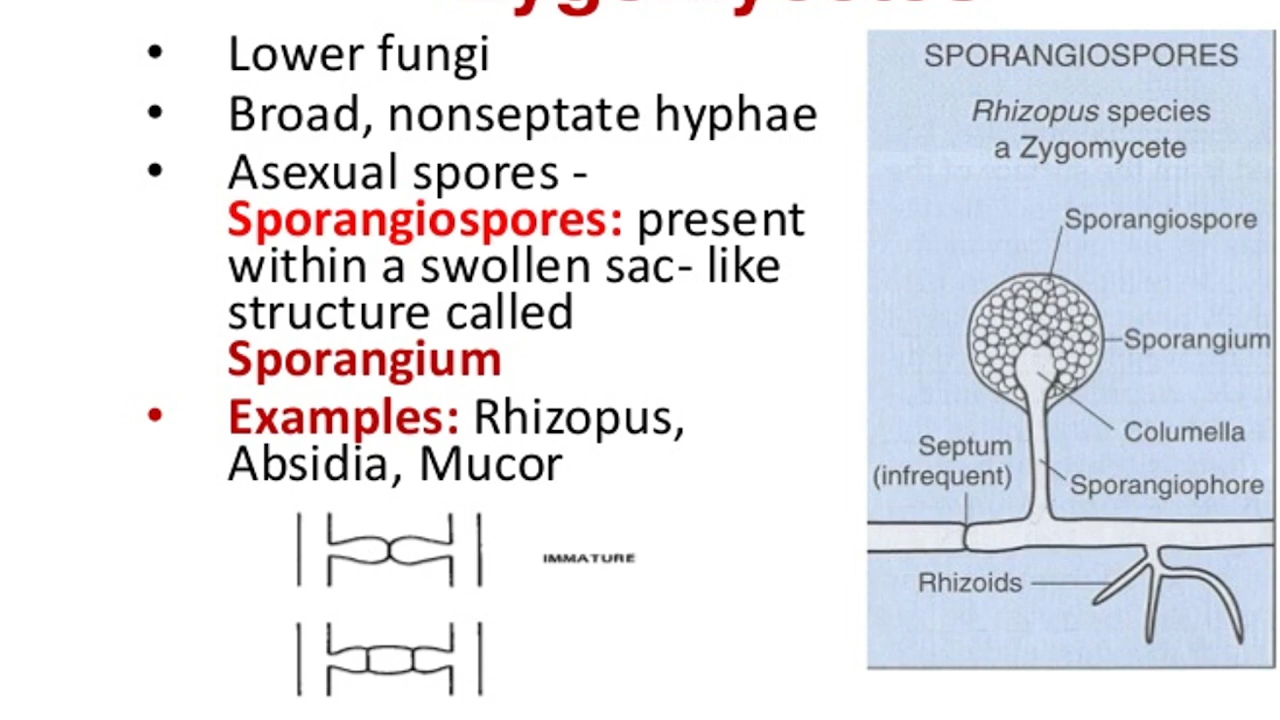 • Lower fungi
• Broad, nonseptate hyphae
• Asexual spores -
Sporangiospores: present
within a swollen sac- like
structure called
Sporangium
• Examples: Rhizopus,
Absidia, Mucor
IMMATURE
SPORANGIOSPORES
Rhizopus species
a Zygomycete
Sporangiospore
Sporangium
Columella
Septum
(infrequent)
Sporangiophore
Rhizoids